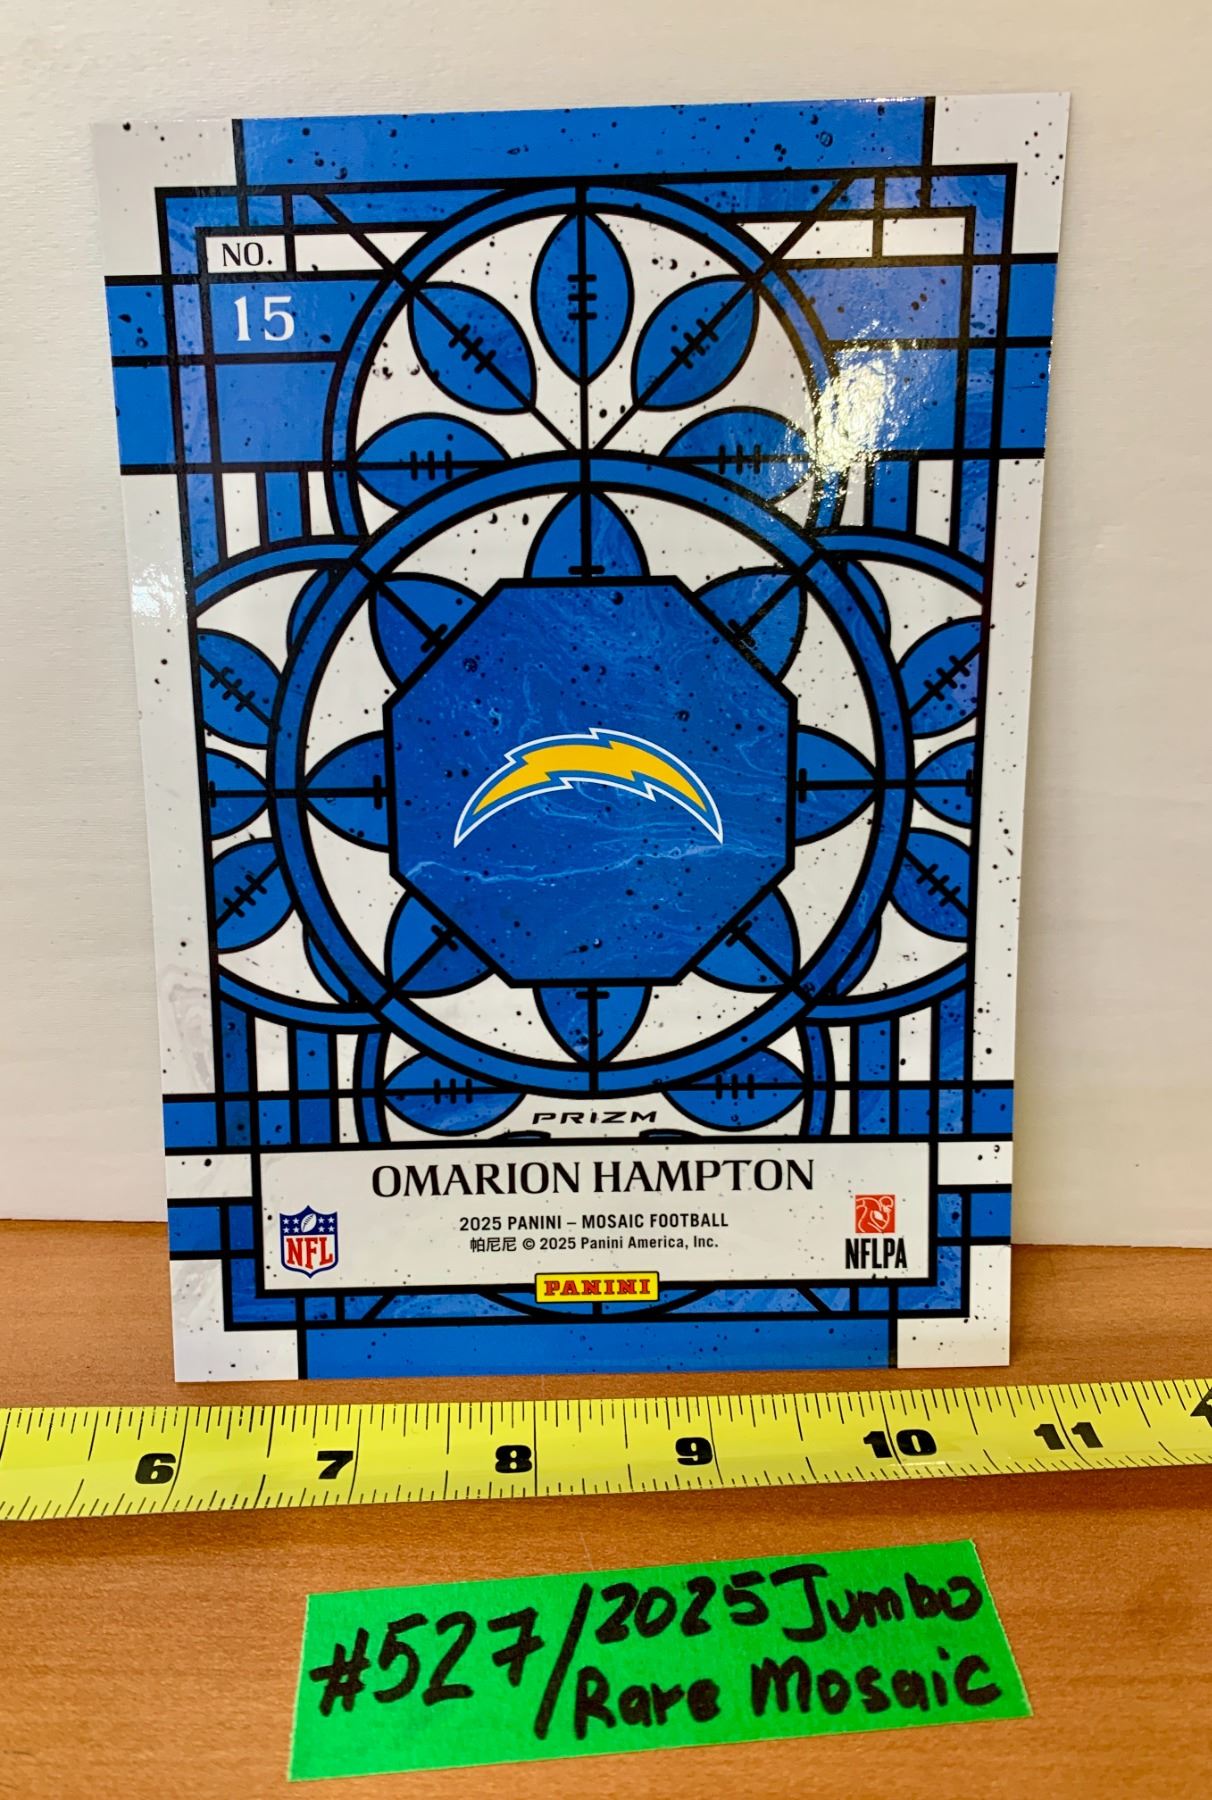 NO.
15
PRIZM
OMARION HAMPTON
2025 PANINI – MOSAIC FOOTBALL
帕尼尼 © 2025 Panini America, Inc.
NFL
NFLPA
PANINI
6 7 8 9 10 11
#527/2025 Jumbo
Rare Mosaic